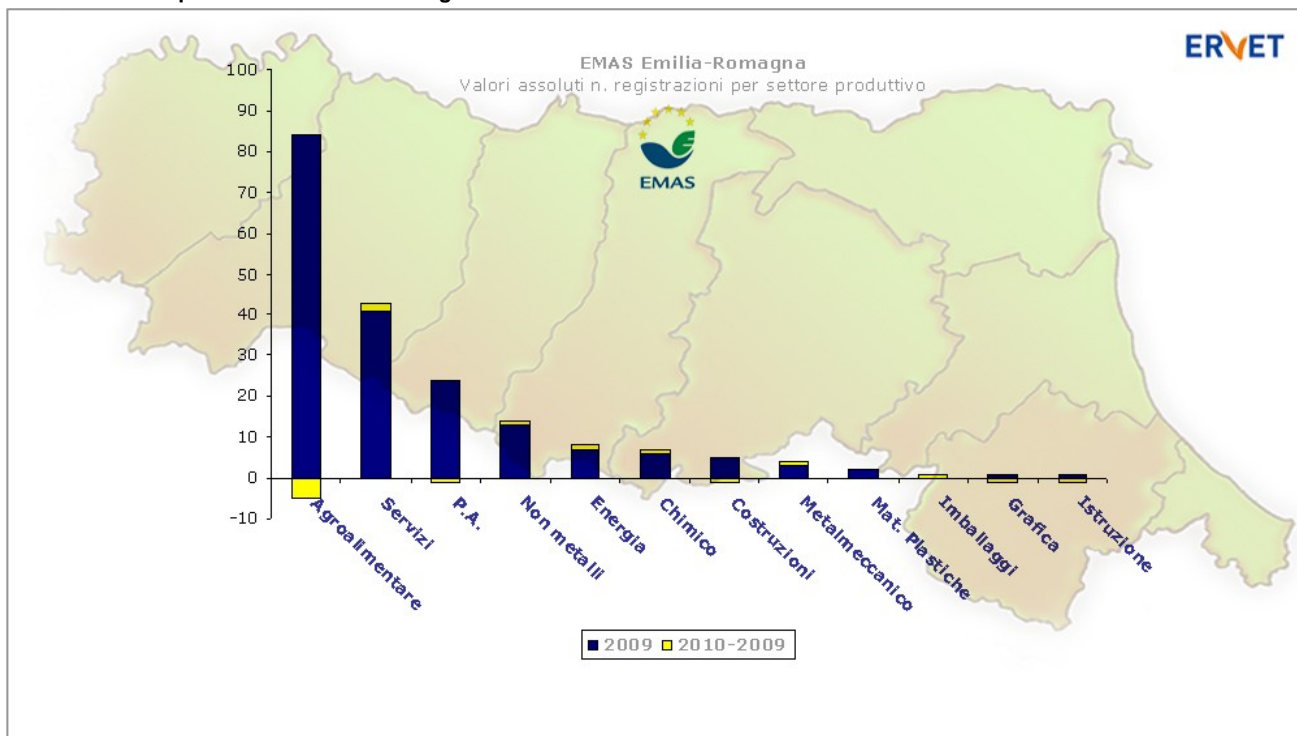 ERVET
EMAS Emilia-Romagna
Valori assoluti n. registrazioni per settore produttivo
EMAS
100
90
80
70
60
50
40
30
20
10
0
-10
Agroalimentare
Servizi
P.A.
Non metalli
Energia
Chimico
Costruzioni
Metalmeccanico
Mat. Plastiche
Imballaggi
Grafica
Istruzione
2009 2010-2009